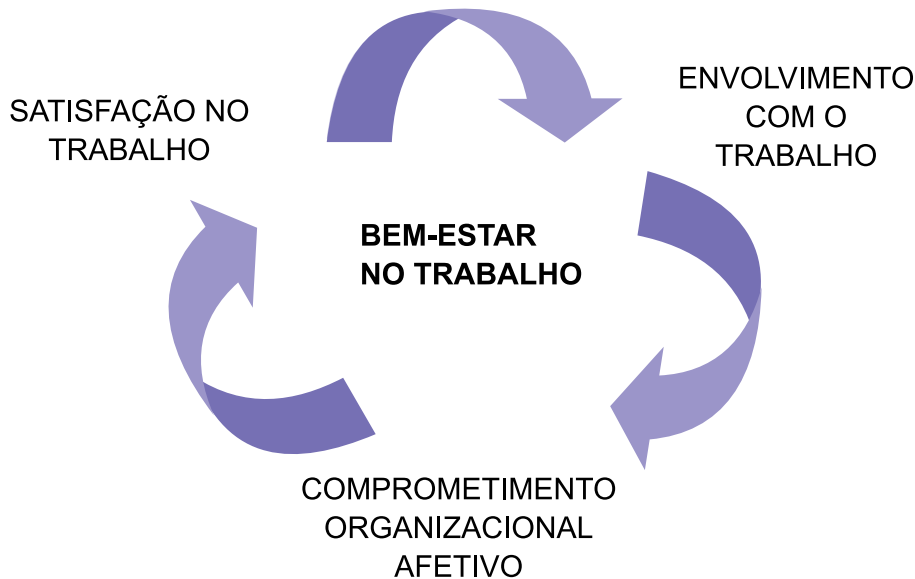 SATISFAÇÃO NO
TRABALHO
ENVOLVIMENTO
COM O
TRABALHO
BEM-ESTAR
NO TRABALHO
COMPROMETIMENTO
ORGANIZACIONAL
AFETIVO